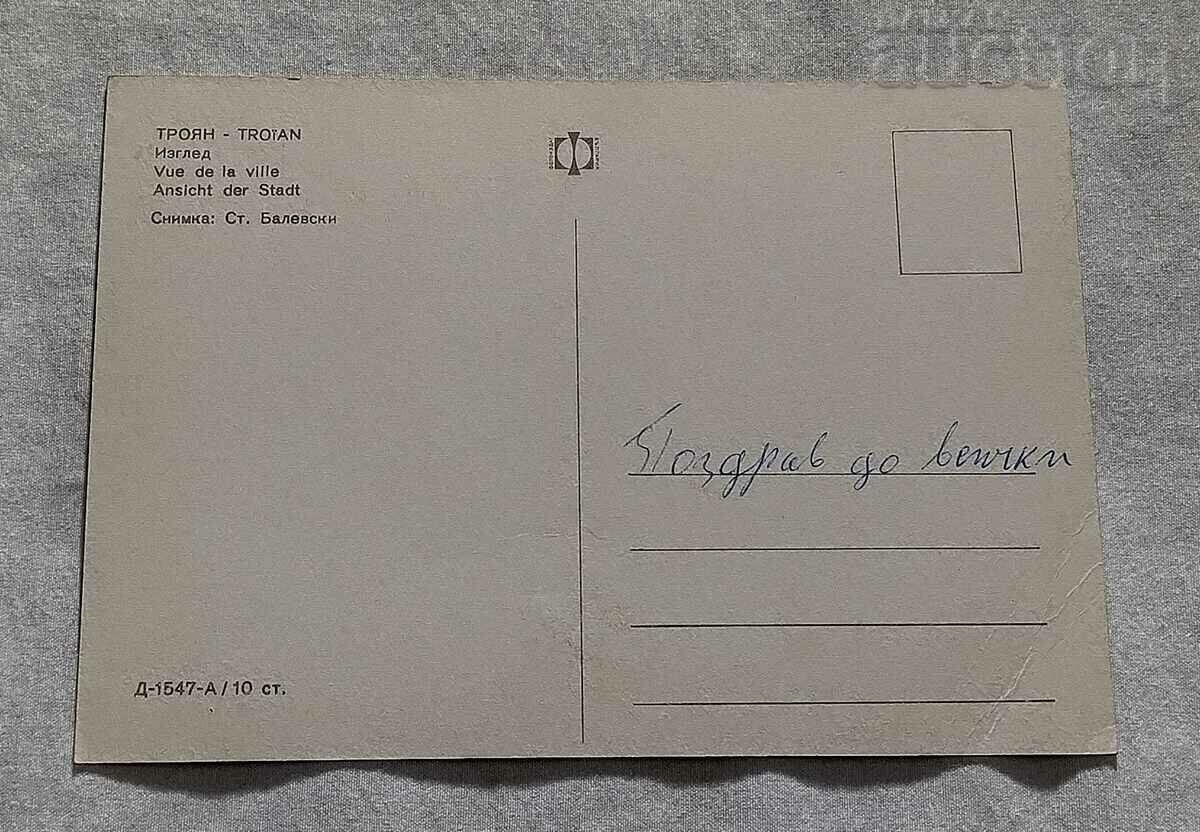 ТРОЯН - TROÏAN
Изглед
Vue de la ville
Ansicht der Stadt
Снимка: Ст. Балевски
Поздрав до всички
Д-1547-А / 10 ст.